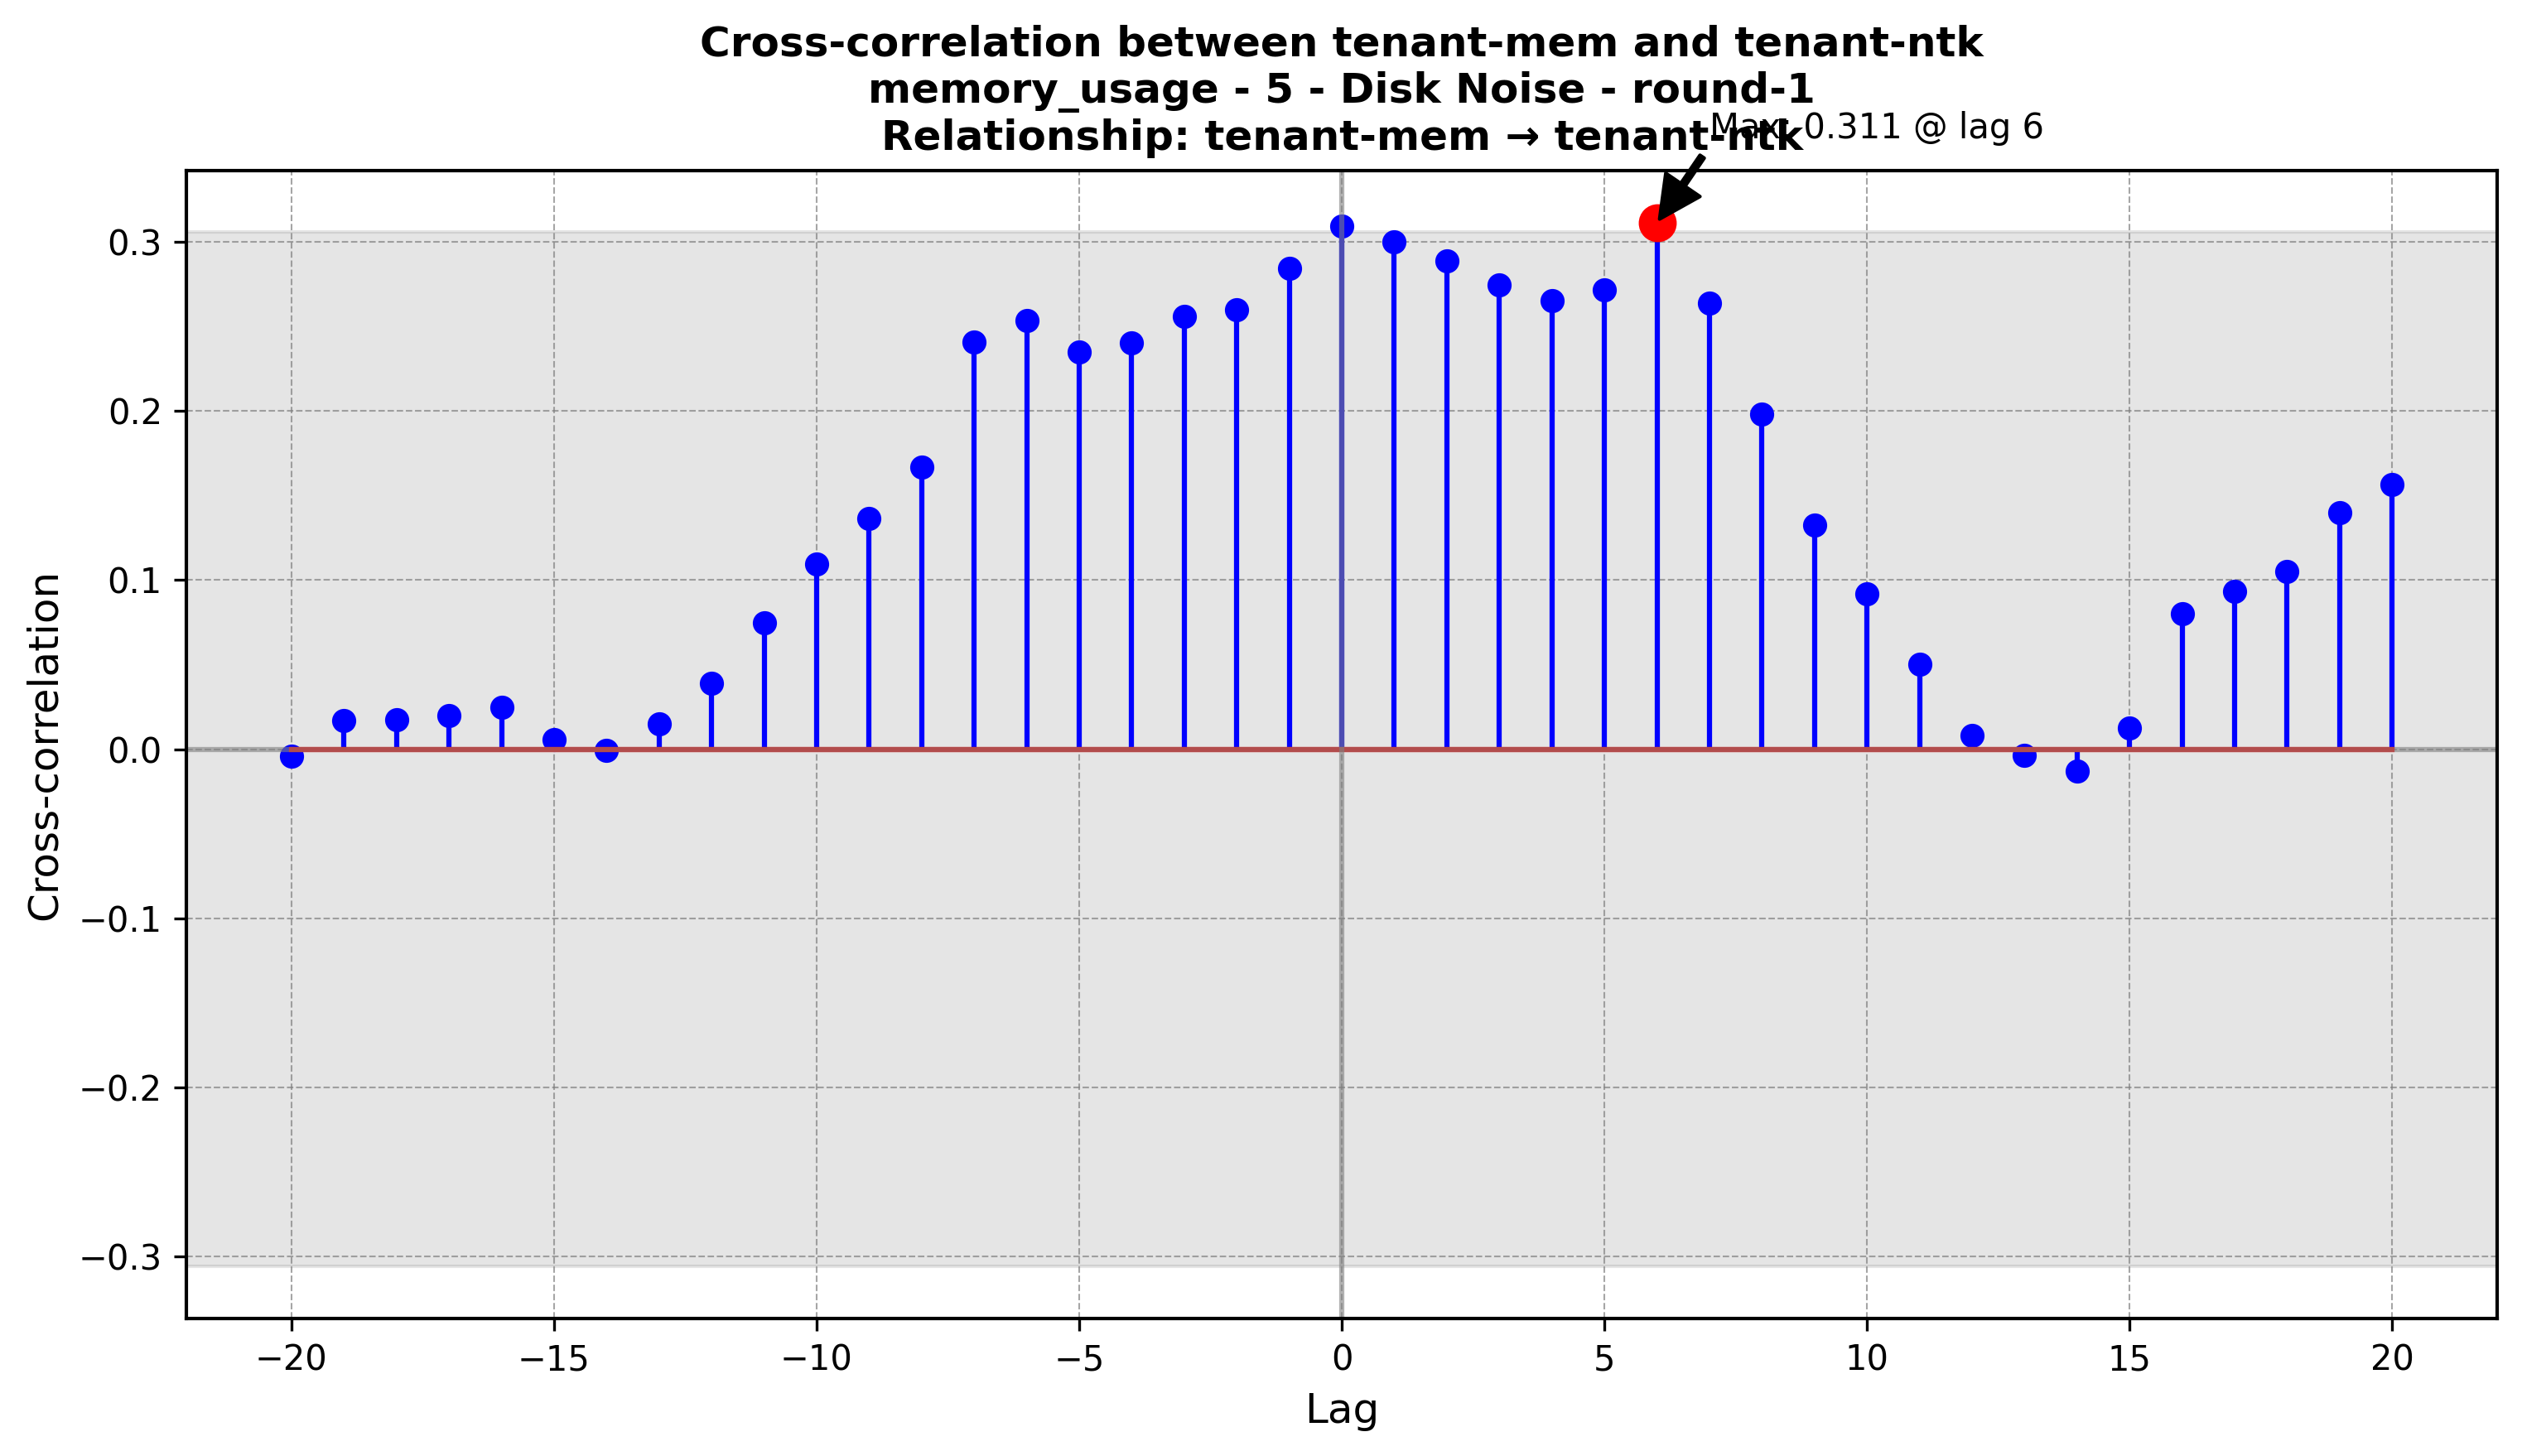 Cross-correlation between tenant-mem and tenant-ntk
memory_usage - 5 - Disk Noise - round-1
Relationship: tenant-mem → tenant-ntk
Max: 0.311 @ lag 6
0.3
0.2
0.1
0.0
−0.1
−0.2
−0.3
Cross-correlation
−20
−15
−10
−5
0
5
10
15
20
Lag